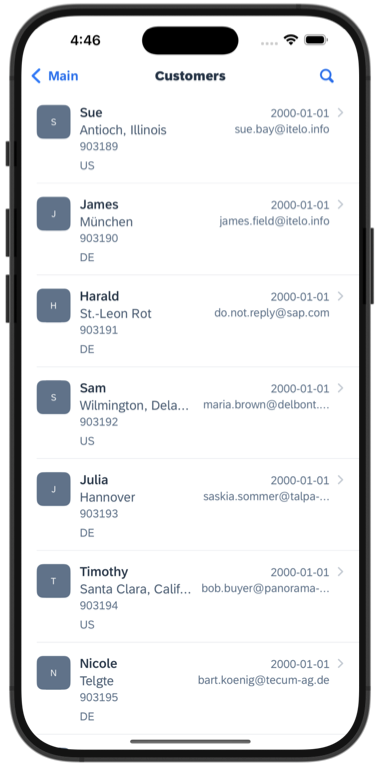 4:46
Main
Customers
S
Sue
2000-01-01
Antioch, Illinois
sue.bay@itelo.info
903189
US
J
James
2000-01-01
München
james.field@itelo.info
903190
DE
H
Harald
2000-01-01
St.-Leon Rot
do.not.reply@sap.com
903191
DE
S
Sam
2000-01-01
Wilmington, Dela...
maria.brown@delbont....
903192
US
J
Julia
2000-01-01
Hannover
saskia.sommer@talpa-...
903193
DE
T
Timothy
2000-01-01
Santa Clara, Calif...
bob.buyer@panorama-...
903194
US
N
Nicole
2000-01-01
Telgte
bart.koenig@tecum-ag.de
903195
DE